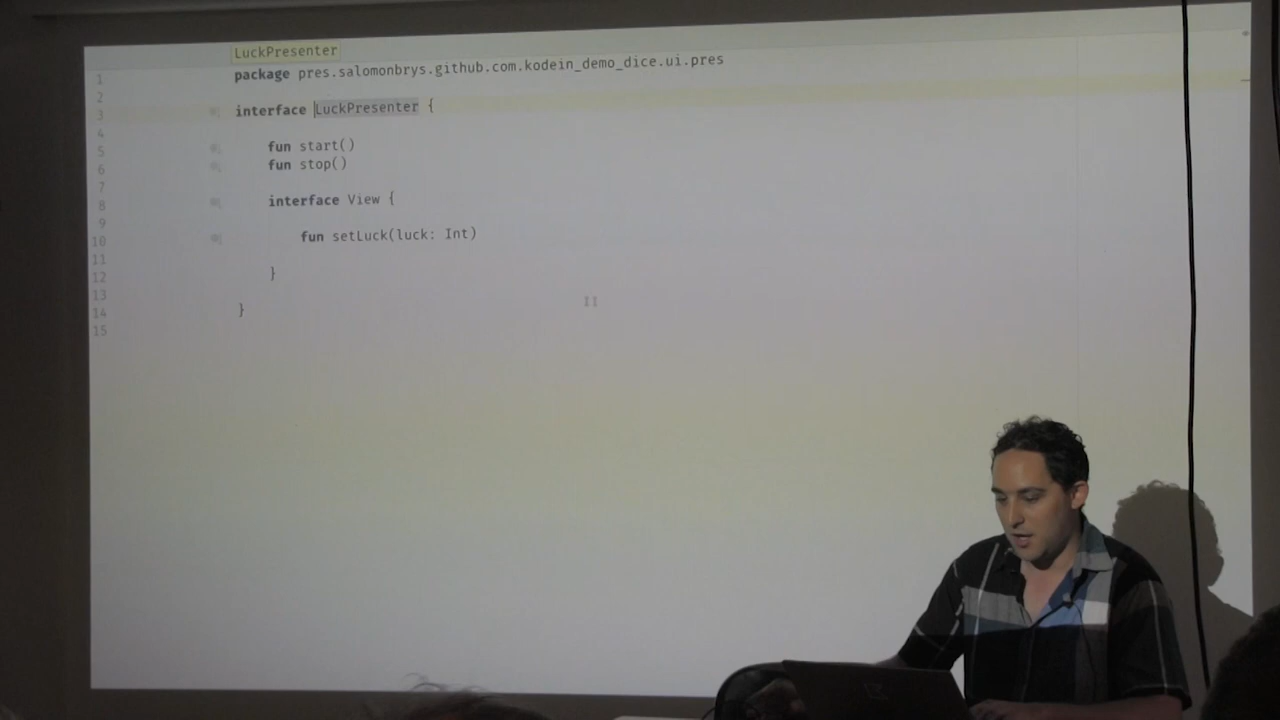 LuckPresenter
1 package pres.salomonbrys.github.com.kodein_demo_dice.ui.pres
2
3 interface LuckPresenter {
4
5 fun start()
6 fun stop()
7
8 interface View {
9
10 fun setLuck(luck: Int)
11
12 }
13
14 }
15